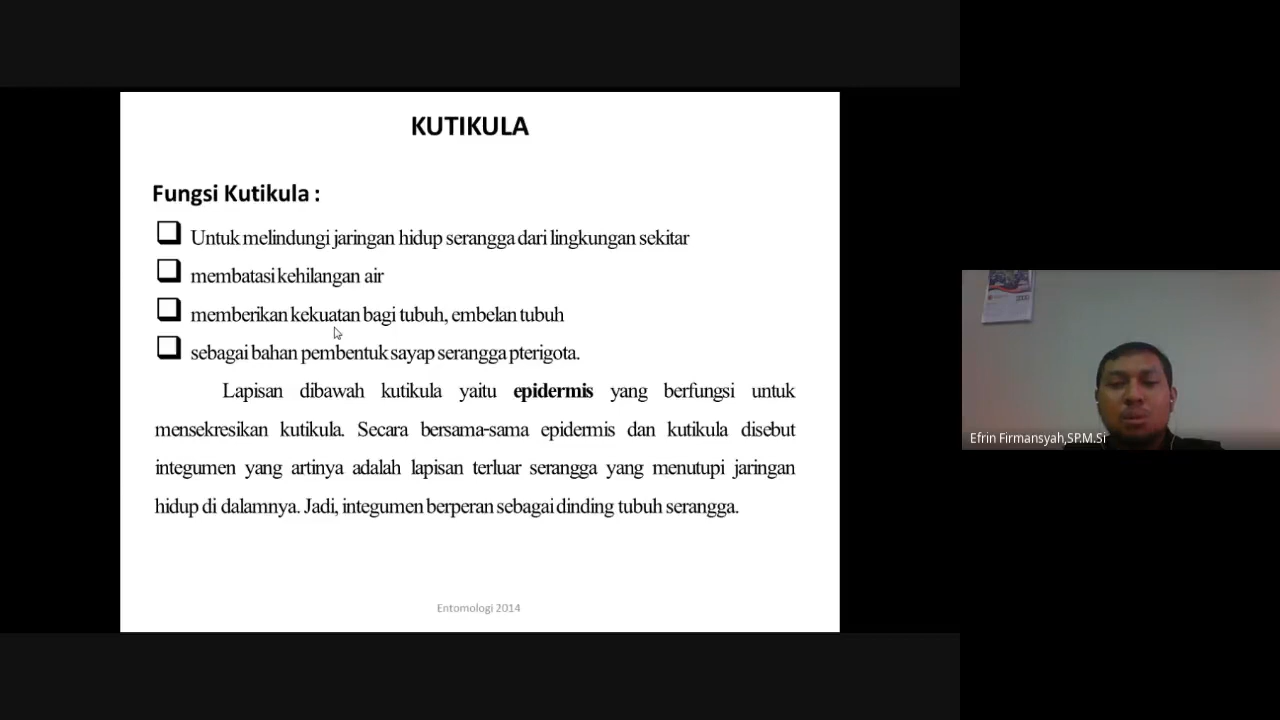 KUTIKULA
Fungsi Kutikula :
Untuk melindungi jaringan hidup serangga dari lingkungan sekitar
membatasi kehilangan air
memberikan kekuatan bagi tubuh, embelan tubuh
sebagai bahan pembentuk sayap serangga pterigota.
Lapisan dibawah kutikula yaitu epidermis yang berfungsi untuk
mensekresikan kutikula. Secara bersama-sama epidermis dan kutikula disebut
integumen yang artinya adalah lapisan terluar serangga yang menutupi jaringan
hidup di dalamnya. Jadi, integumen berperan sebagai dinding tubuh serangga.
Entomologi 2014
Efrin Firmansyah,SP.M.Si